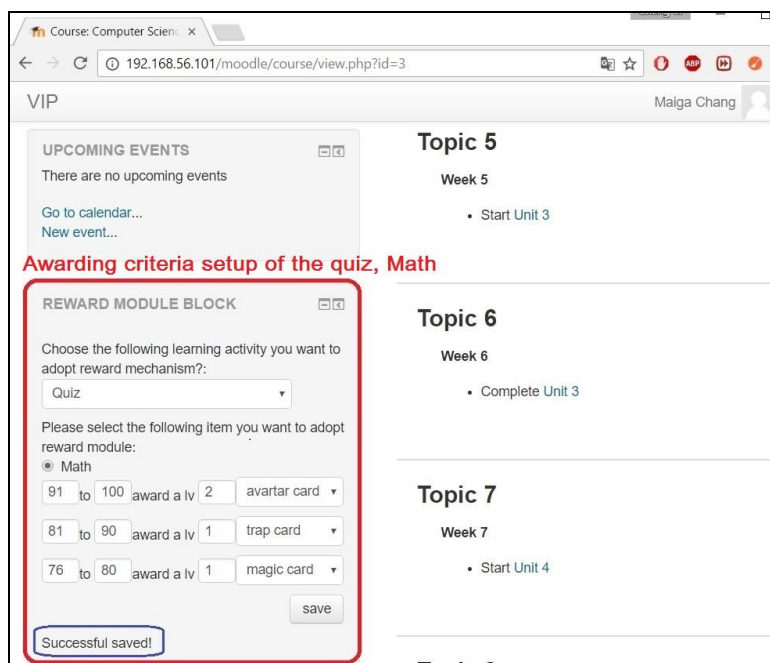 Course: Computer Scienc ×
192.168.56.101/moodle/course/view.php?id=3
ABP
VIP
Maiga Chang
UPCOMING EVENTS
There are no upcoming events
Go to calendar...
New event...
Awarding criteria setup of the quiz, Math
REWARD MODULE BLOCK
Choose the following learning activity you want to
adopt reward mechanism?:
Quiz
Please select the following item you want to adopt
reward module:
Math
91 to 100 award a lv 2 avartar card
81 to 90 award a lv 1 trap card
76 to 80 award a lv 1 magic card
save
Successful saved!
Topic 5
Week 5
• Start Unit 3
Topic 6
Week 6
• Complete Unit 3
Topic 7
Week 7
• Start Unit 4